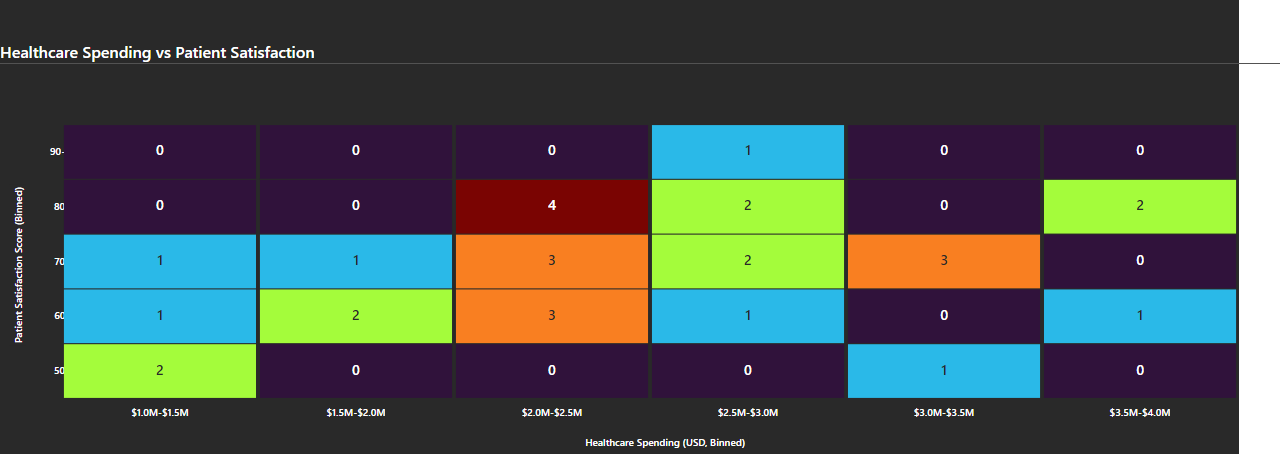 Healthcare Spending vs Patient Satisfaction
Patient Satisfaction Score (Binned)
90- 0 0 0 1 0 0
80 0 0 4 2 0 2
70 1 1 3 2 3 0
60 1 2 3 1 0 1
50 2 0 0 0 1 0
$1.0M-$1.5M $1.5M-$2.0M $2.0M-$2.5M $2.5M-$3.0M $3.0M-$3.5M $3.5M-$4.0M
Healthcare Spending (USD, Binned)